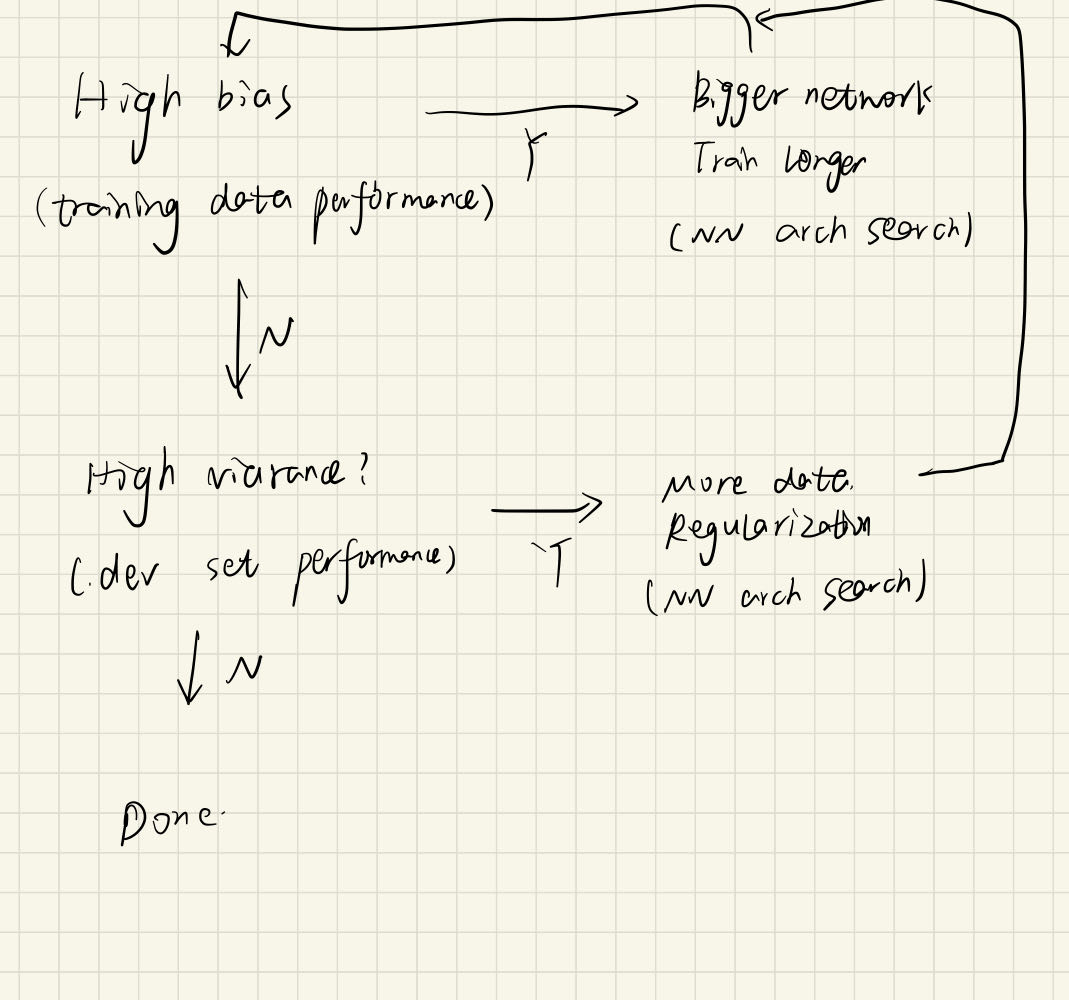 High bias
Y
Bigger network
Train longer
(training data performance)
(NN arch search)
N
High viarance?
Y
More data.
Regularization
(dev set performance)
(NN arch search)
N
Done.